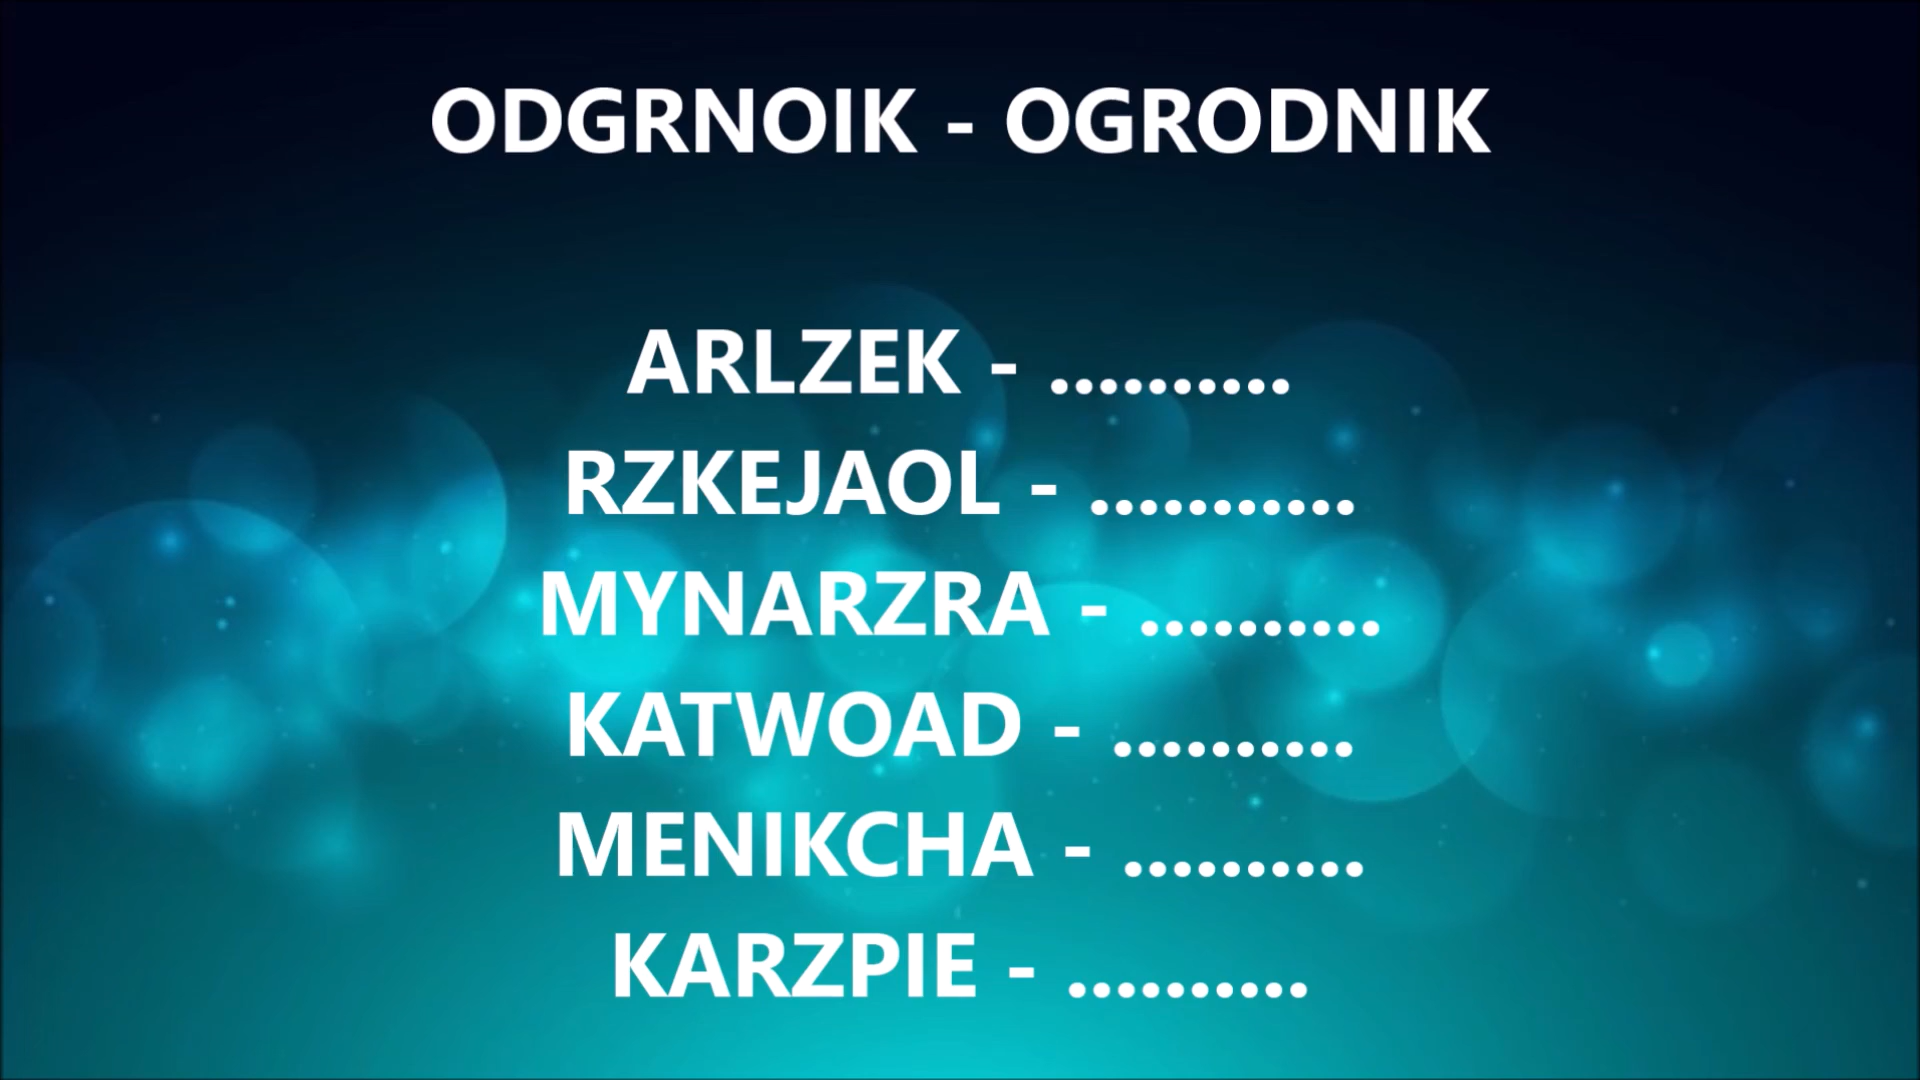 ODGRNOIK - OGRODNIK
ARLZEK - ..........
RZKEJAOL - ...........
MYNARZRA - ..........
KATWOAD - ..........
MENIKCHA - ..........
KARZPIE - ..........